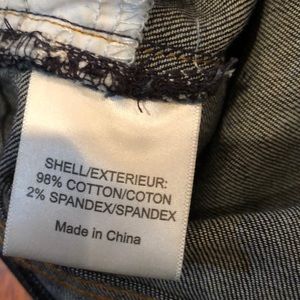 SHELL/EXTERIEUR:
98% COTTON/COTON
2% SPANDEX/SPANDEX
Made in China